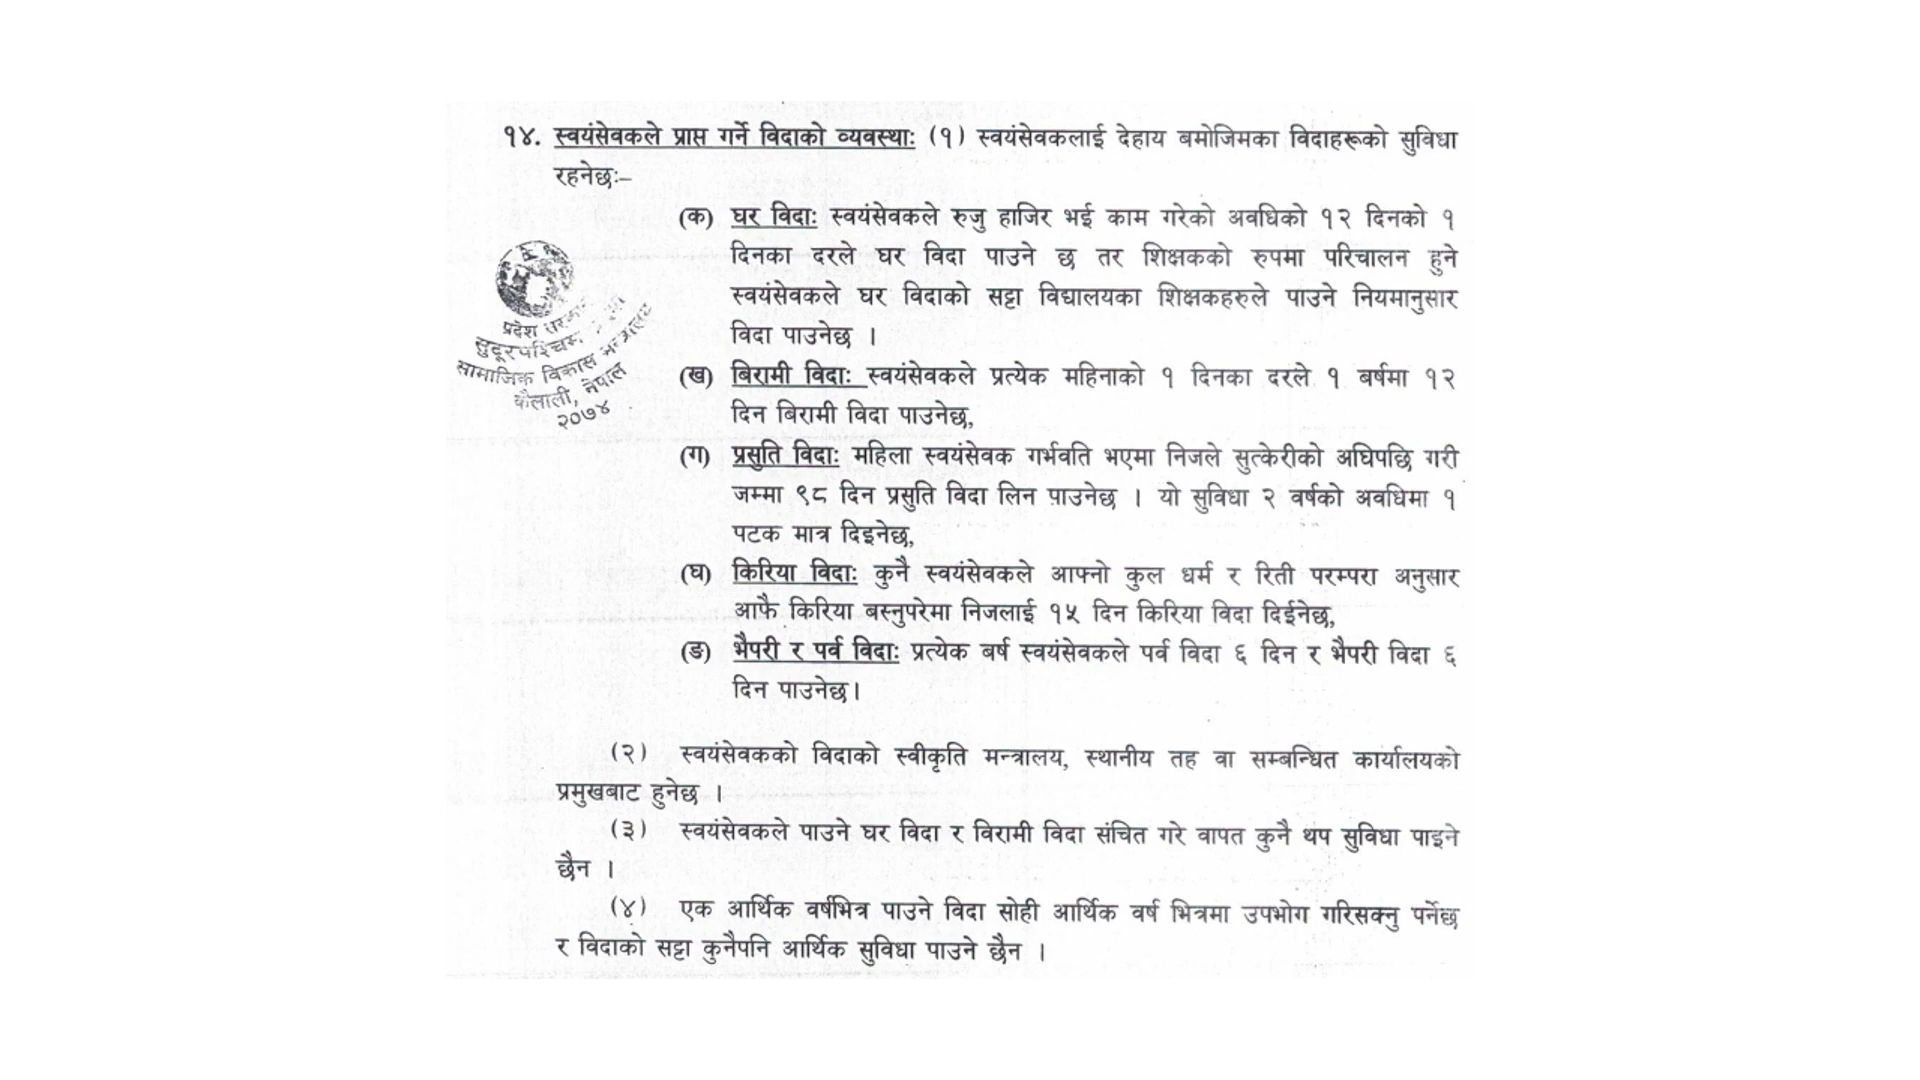 १४. स्वयंसेवकले प्राप्त गर्ने विदाको व्यवस्थाः (१) स्वयंसेवकलाई देहाय बमोजिमका विदाहरूको सुविधा
रहनेछः–
(क) घर विदाः स्वयंसेवकले रुजु हाजिर भई काम गरेको अवधिको १२ दिनको १
दिनका दरले घर विदा पाउने छ तर शिक्षकको रुपमा परिचालन हुने
स्वयंसेवकले घर विदाको सट्टा विद्यालयका शिक्षकहरुले पाउने नियमानुसार
विदा पाउनेछ ।
प्रदेश
सुदूरपश्चिम
सामाजिक विकास मन्त्रालय
कैलाली, नेपाल
२०७४
(ख) बिरामी विदाः स्वयंसेवकले प्रत्येक महिनाको १ दिनका दरले १ बर्षमा १२
दिन बिरामी विदा पाउनेछ,
(ग) प्रसुति विदाः महिला स्वयंसेवक गर्भवति भएमा निजले सुत्केरीको अघिपछि गरी
जम्मा ९८ दिन प्रसुति विदा लिन पाउनेछ । यो सुविधा २ वर्षको अवधिमा १
पटक मात्र दिइनेछ,
(घ) किरिया विदाः कुनै स्वयंसेवकले आफ्नो कुल धर्म र रिती परम्परा अनुसार
आफै किरिया बस्नुपरेमा निजलाई १५ दिन किरिया विदा दिईनेछ,
(ङ) भैपरी र पर्व विदाः प्रत्येक बर्ष स्वयंसेवकले पर्व विदा ६ दिन र भैपरी विदा ६
दिन पाउनेछ।
(२) स्वयंसेवकको विदाको स्वीकृति मन्त्रालय, स्थानीय तह वा सम्बन्धित कार्यालयको
प्रमुखबाट हुनेछ ।
(३) स्वयंसेवकले पाउने घर विदा र विरामी विदा संचित गरे वापत कुनै थप सुविधा पाइने
छैन ।
(४) एक आर्थिक वर्षभित्र पाउने विदा सोही आर्थिक वर्ष भित्रमा उपभोग गरिसक्नु पर्नेछ
र विदाको सट्टा कुनैपनि आर्थिक सुविधा पाउने छैन ।